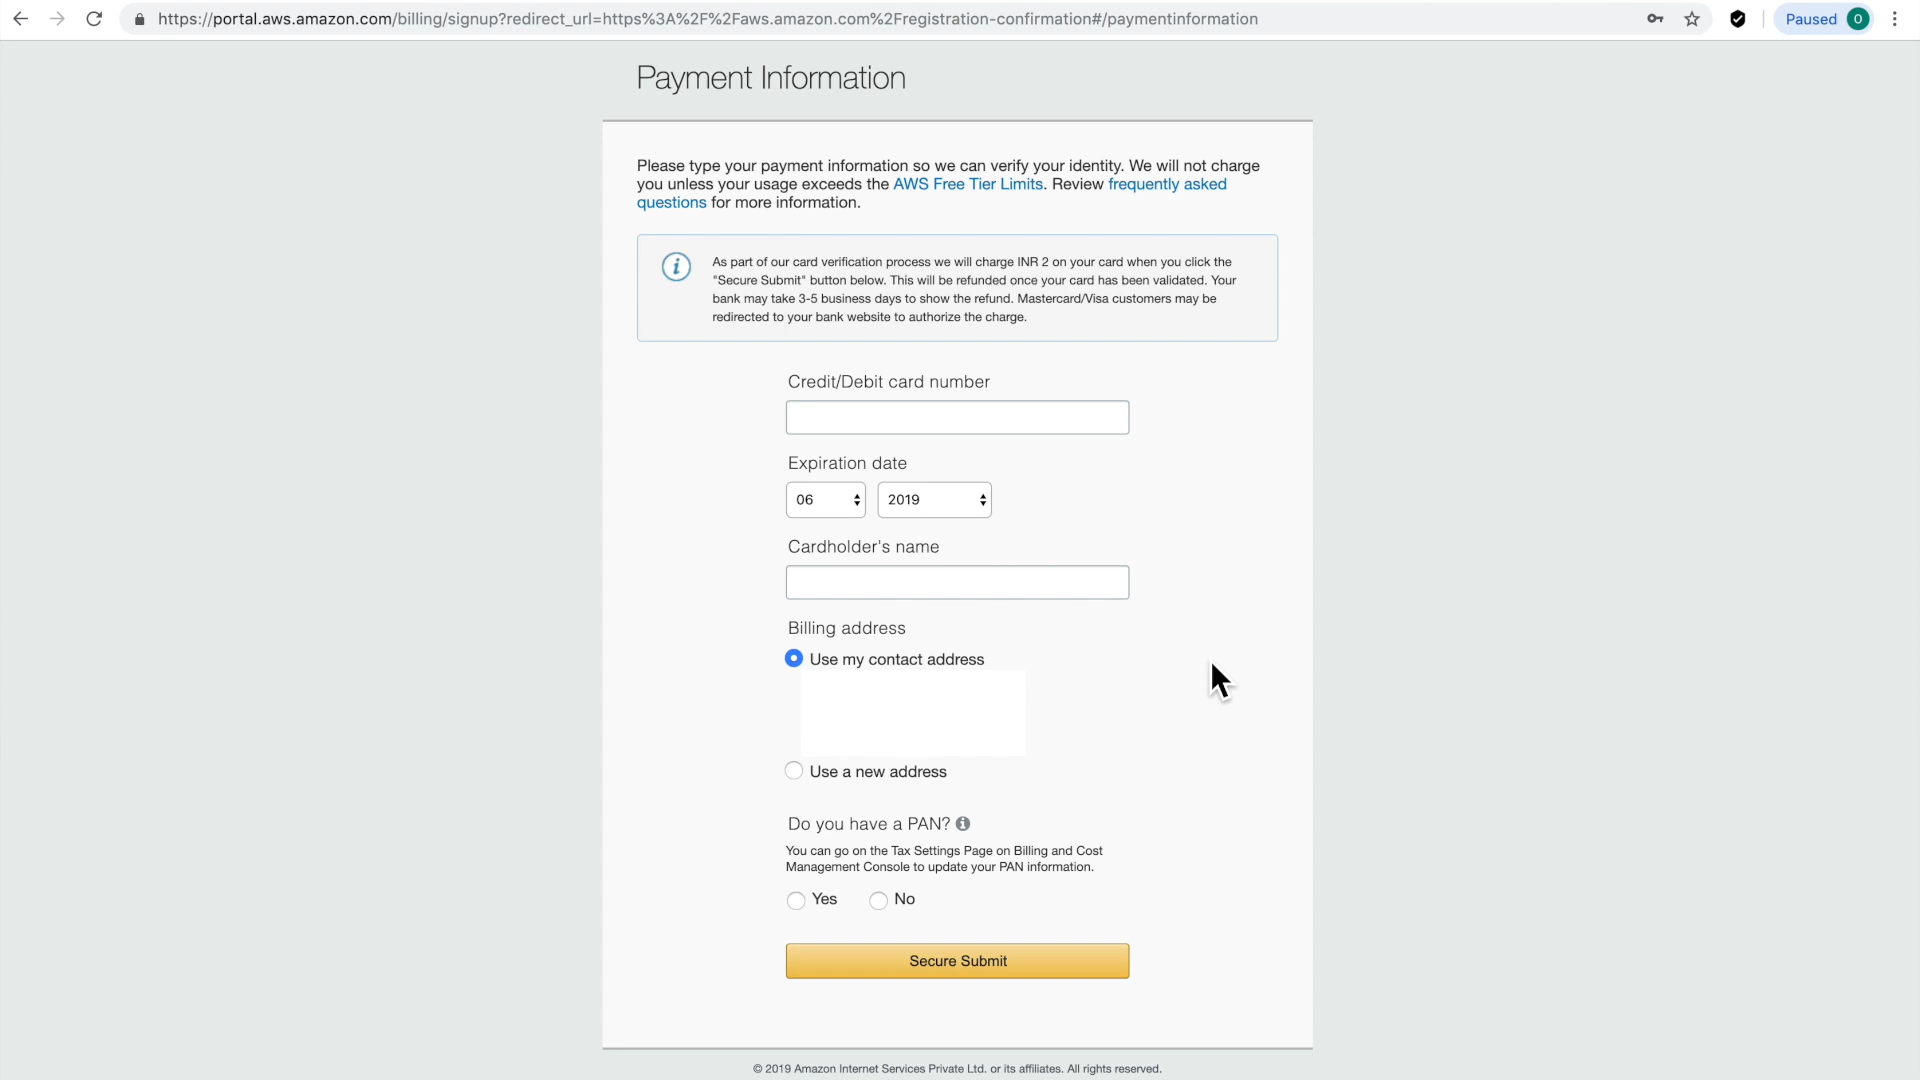 https://portal.aws.amazon.com/billing/signup?redirect_url=https%3A%2F%2Faws.amazon.com%2Fregistration-confirmation#/paymentinformation
Paused
0
Payment Information
Please type your payment information so we can verify your identity. We will not charge
you unless your usage exceeds the AWS Free Tier Limits. Review frequently asked
questions for more information.
i
As part of our card verification process we will charge INR 2 on your card when you click the
"Secure Submit" button below. This will be refunded once your card has been validated. Your
bank may take 3-5 business days to show the refund. Mastercard/Visa customers may be
redirected to your bank website to authorize the charge.
Credit/Debit card number
Expiration date
06 2019
Cardholder's name
Billing address
Use my contact address
Use a new address
Do you have a PAN? i
You can go on the Tax Settings Page on Billing and Cost
Management Console to update your PAN information.
Yes No
Secure Submit
© 2019 Amazon Internet Services Private Ltd. or its affiliates. All rights reserved.